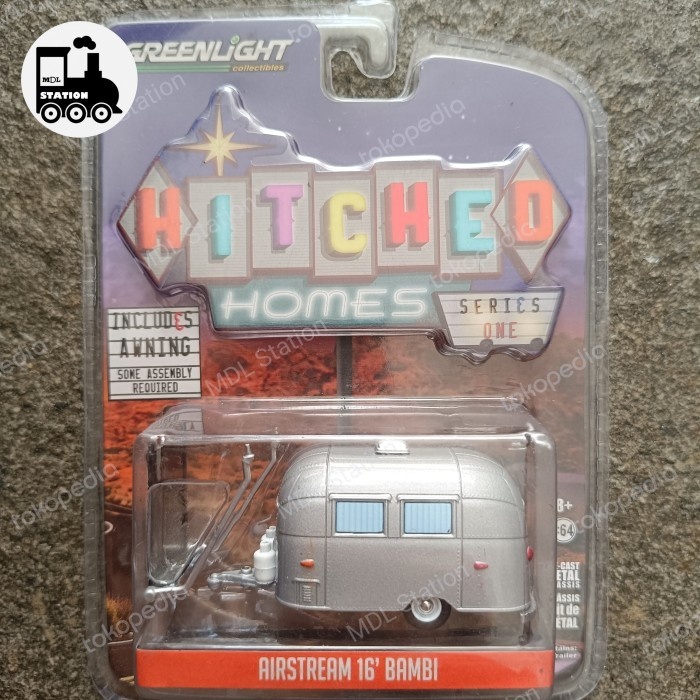 MDL
STATION
GREENLIGHT
collectibles
HITCHED
HOMES
SERIES
ONE
INCLUDES
AWNING
SOME ASSEMBLY
REQUIRED
8+
AIRSTREAM 16' BAMBI
MDL Station
tokopedia